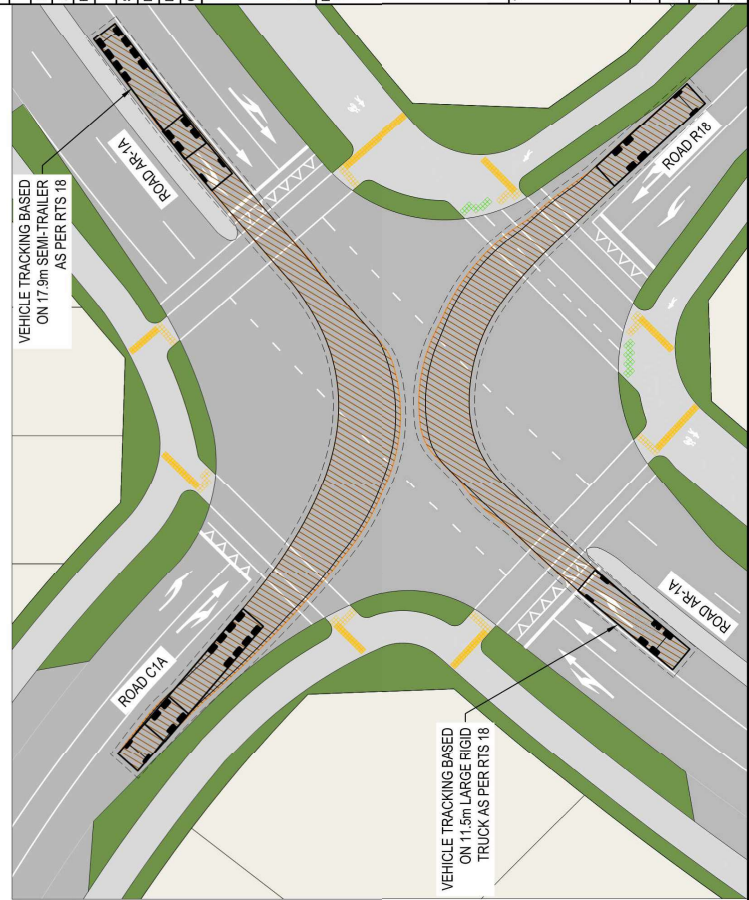 VEHICLE TRACKING BASED
ON 17.9m SEMI-TRAILER
AS PER RTS 18
ROAD AR-1A
ROAD R18
ROAD C1A
ROAD AR-1A
VEHICLE TRACKING BASED
ON 11.5m LARGE RIGID
TRUCK AS PER RTS 18